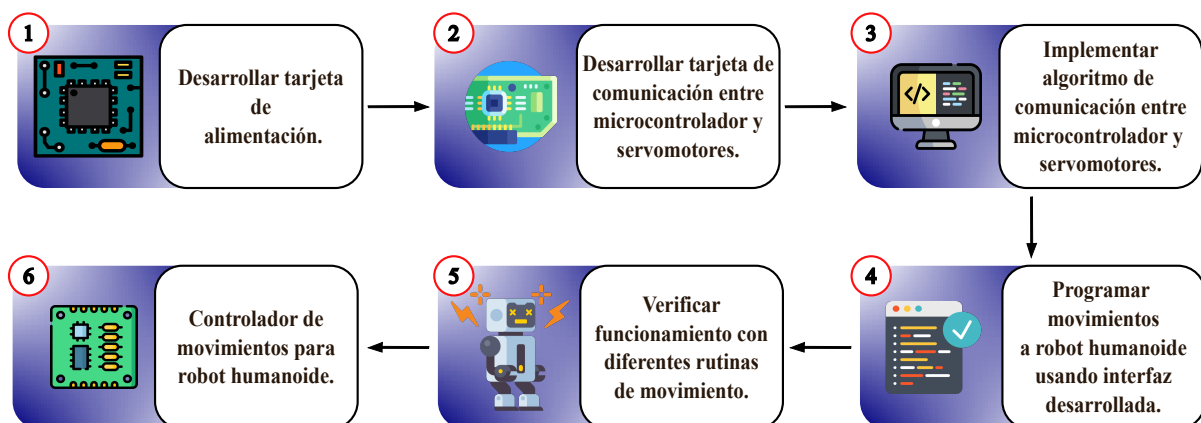 1
Desarrollar tarjeta
de
alimentación.
2
Desarrollar tarjeta de
comunicación entre
microcontrolador y
servomotores.
3
</>
Implementar
algoritmo de
comunicación entre
microcontrolador y
servomotores.
4
Programar
movimientos
a robot humanoide
usando interfaz
desarrollada.
5
Verificar
funcionamiento con
diferentes rutinas
de movimiento.
6
Controlador de
movimientos para
robot humanoide.